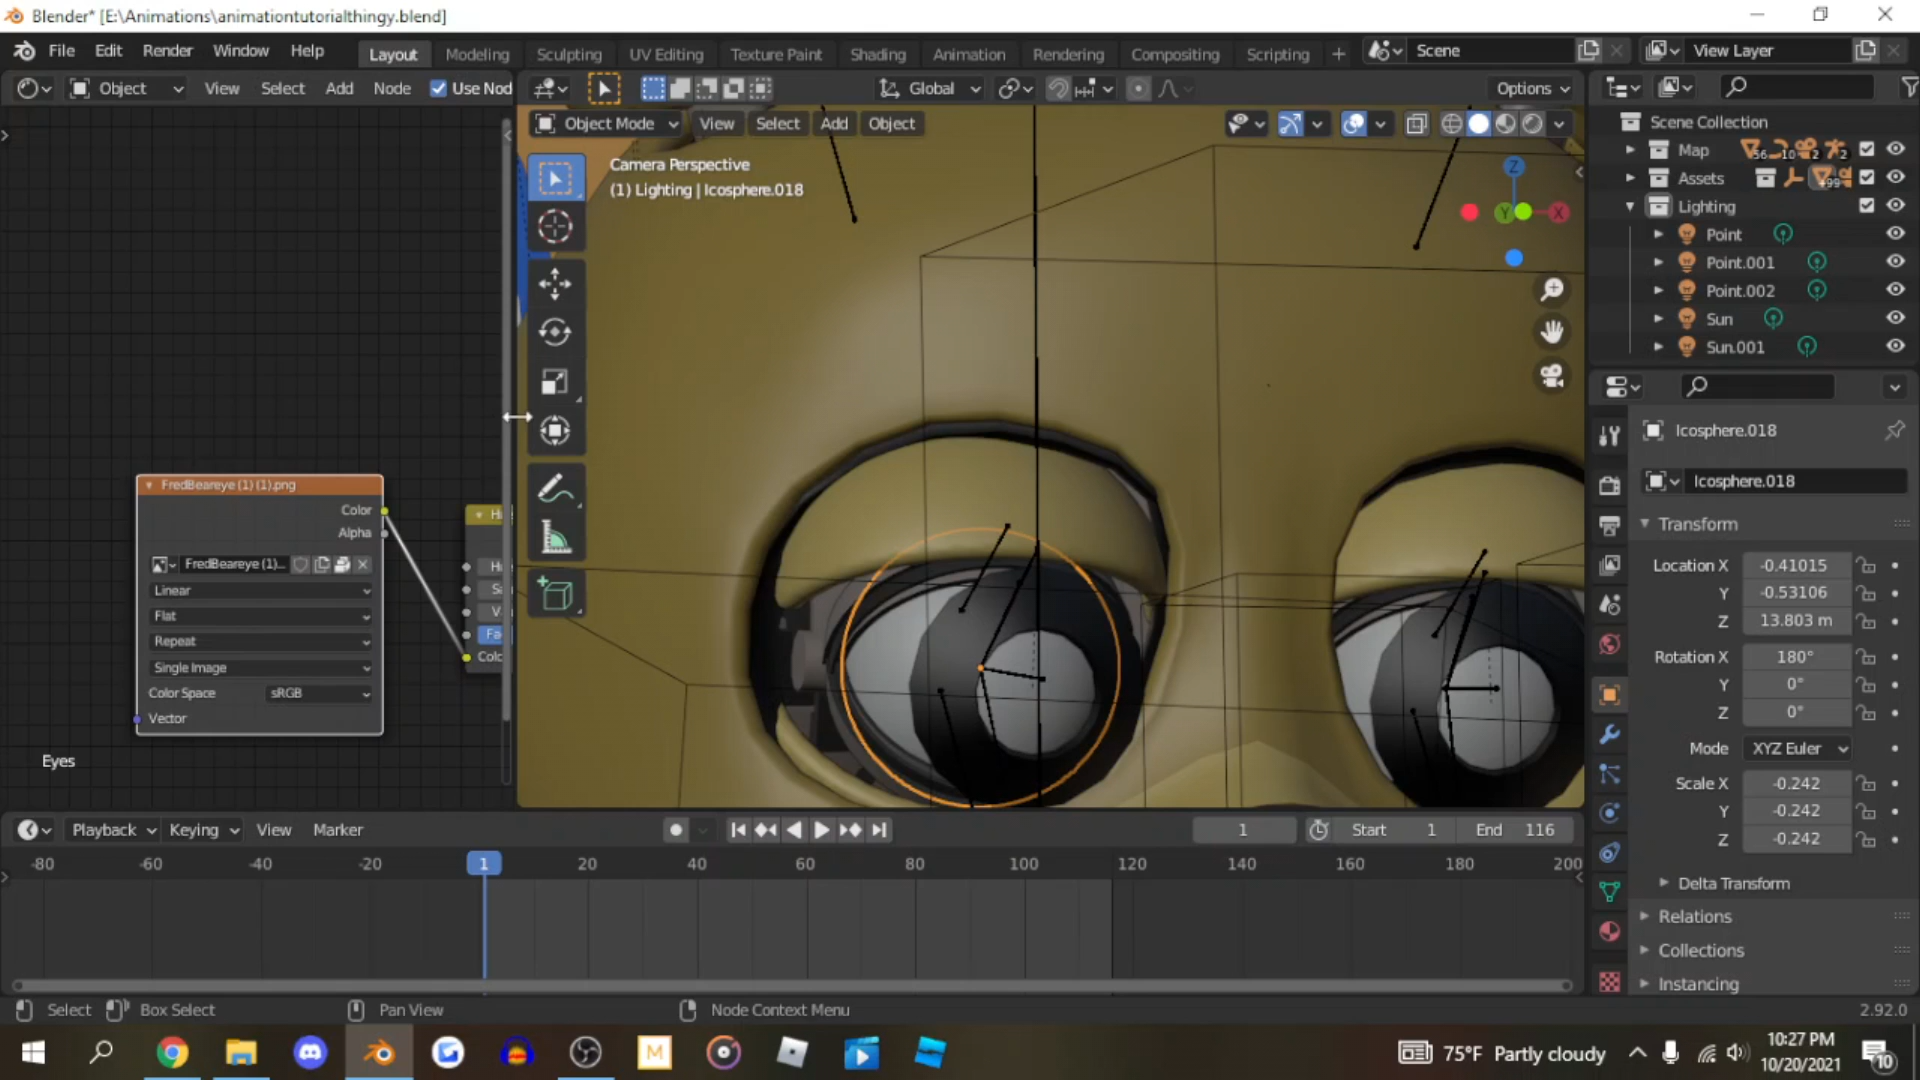 Blender* [E:\Animations\animationtutorialthingy.blend]
File Edit Render Window Help Layout Modeling Sculpting UV Editing Texture Paint Shading Animation Rendering Compositing Scripting + Scene View Layer
Object View Select Add Node Use Nod Global Options
Object Mode View Select Add Object
Camera Perspective
(1) Lighting | Icosphere.018
Z
Y X
Scene Collection
Map 56 10 2 2
Assets +99
Lighting
Point
Point.001
Point.002
Sun
Sun.001
Icosphere.018
Icosphere.018
Transform
Location X -0.41015
Y -0.53106
Z 13.803 m
Rotation X 180°
Y 0°
Z 0°
Mode XYZ Euler
Scale X -0.242
Y -0.242
Z -0.242
Delta Transform
Relations
Collections
Instancing
FredBeareye (1) (1).png
Color
Alpha
FredBeareye (1)...
Linear
Flat
Repeat
Single Image
Color Space sRGB
Vector
Eyes
Playback Keying View Marker 1 Start 1 End 116
-80 -60 -40 -20 1 20 40 60 80 100 120 140 160 180 200
Select Box Select Pan View Node Context Menu 2.92.0
M 75°F Partly cloudy 10:27 PM
10/20/2021 10